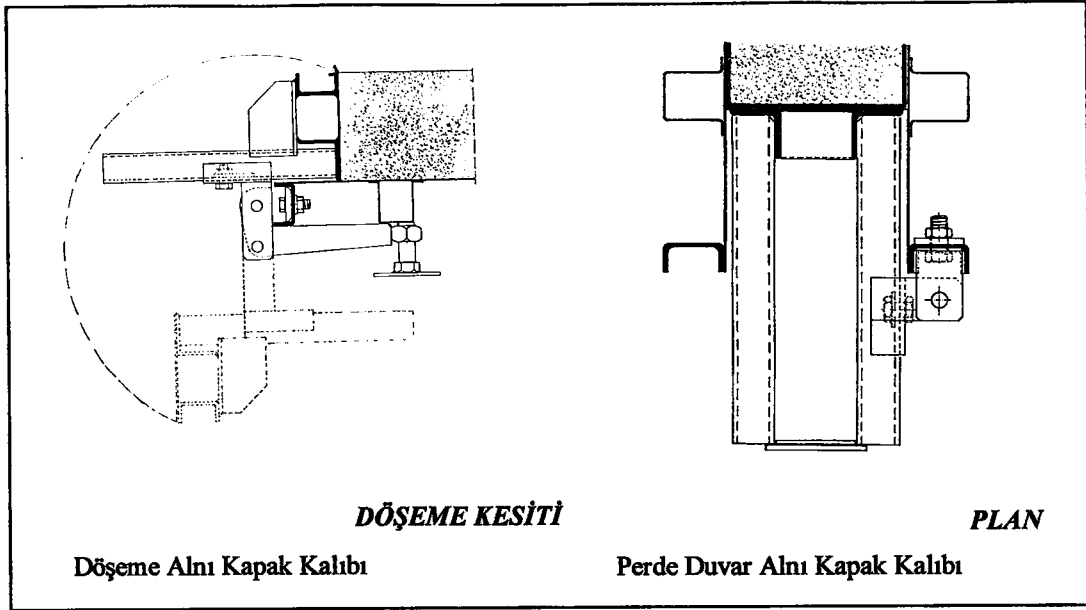 DÖŞEME KESİTİ
PLAN
Döşeme Alnı Kapak Kalıbı
Perde Duvar Alnı Kapak Kalıbı